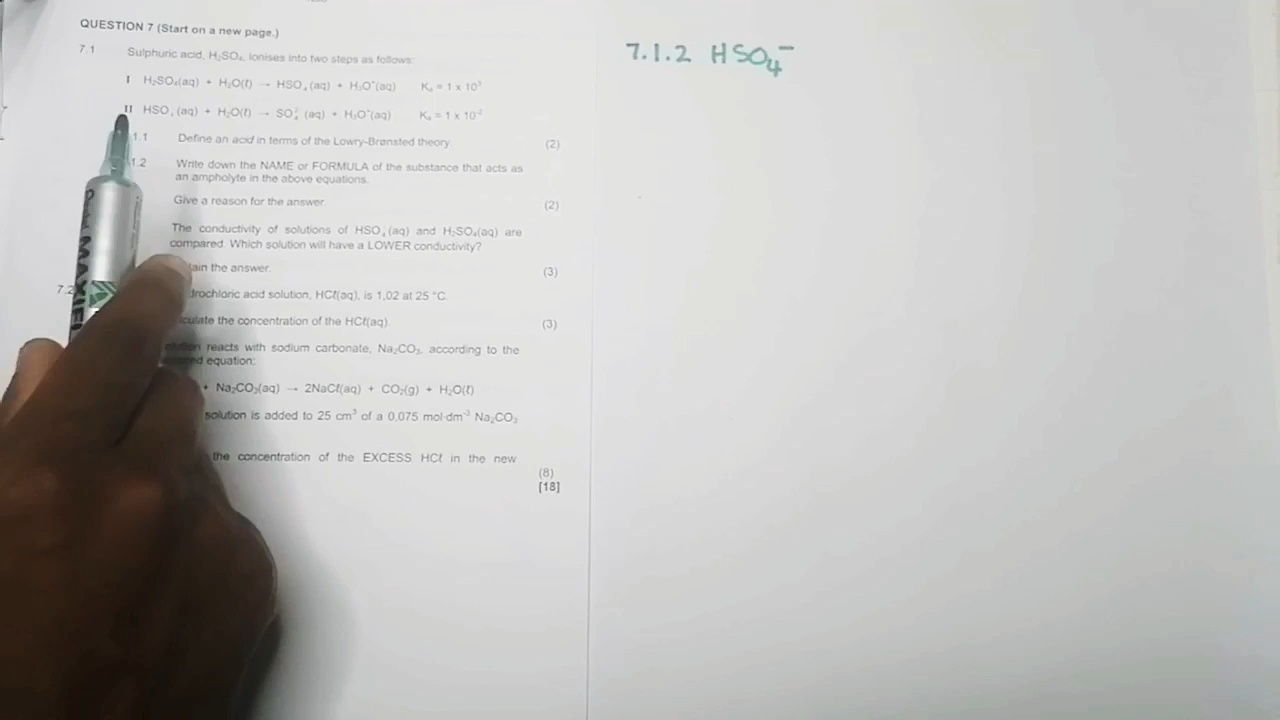 QUESTION 7 (Start on a new page.)
7.1 Sulphuric acid, H₂SO₄, ionises into two steps as follows:
I H₂SO₄(aq) + H₂O(ℓ) → HSO₄⁻(aq) + H₃O⁺(aq) Kₐ = 1 x 10³
II HSO₄⁻(aq) + H₂O(ℓ) → SO₄²⁻(aq) + H₃O⁺(aq) Kₐ = 1 x 10⁻²
1.1 Define an acid in terms of the Lowry-Brønsted theory. (2)
1.2 Write down the NAME or FORMULA of the substance that acts as
an ampholyte in the above equations.
Give a reason for the answer. (2)
The conductivity of solutions of HSO₄⁻(aq) and H₂SO₄(aq) are
compared. Which solution will have a LOWER conductivity?
the answer. (3)
7.2 acid solution, HCℓ(aq), is 1,02 at 25 °C.
the concentration of the HCℓ(aq) (3)
reacts with sodium carbonate, Na₂CO₃, according to the
equation:
+ Na₂CO₃(aq) → 2NaCℓ(aq) + CO₂(g) + H₂O(ℓ)
solution is added to 25 cm³ of a 0,075 mol·dm⁻³ Na₂CO₃
the concentration of the EXCESS HCℓ in the new
(8)
[18]
7.1.2 HSO₄⁻
Pentel MAXIFL